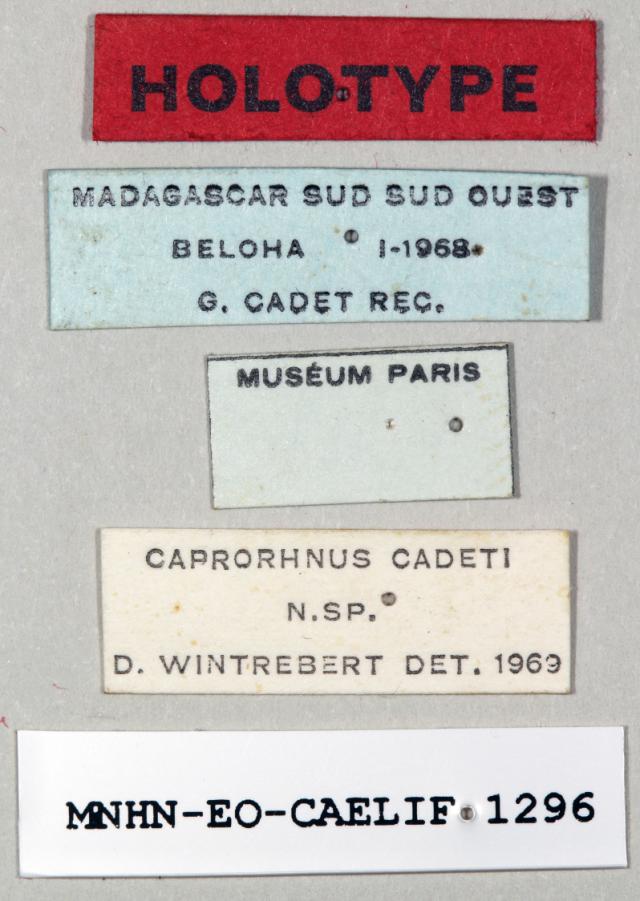 HOLOTYPE
MADAGASCAR SUD SUD OUEST
BELOHA I-1968
G. CADET REC.
MUSÉUM PARIS
CAPRORHNUS CADETI
N.SP.
D. WINTREBERT DET. 1969
MNHN-EO-CAELIF 1296